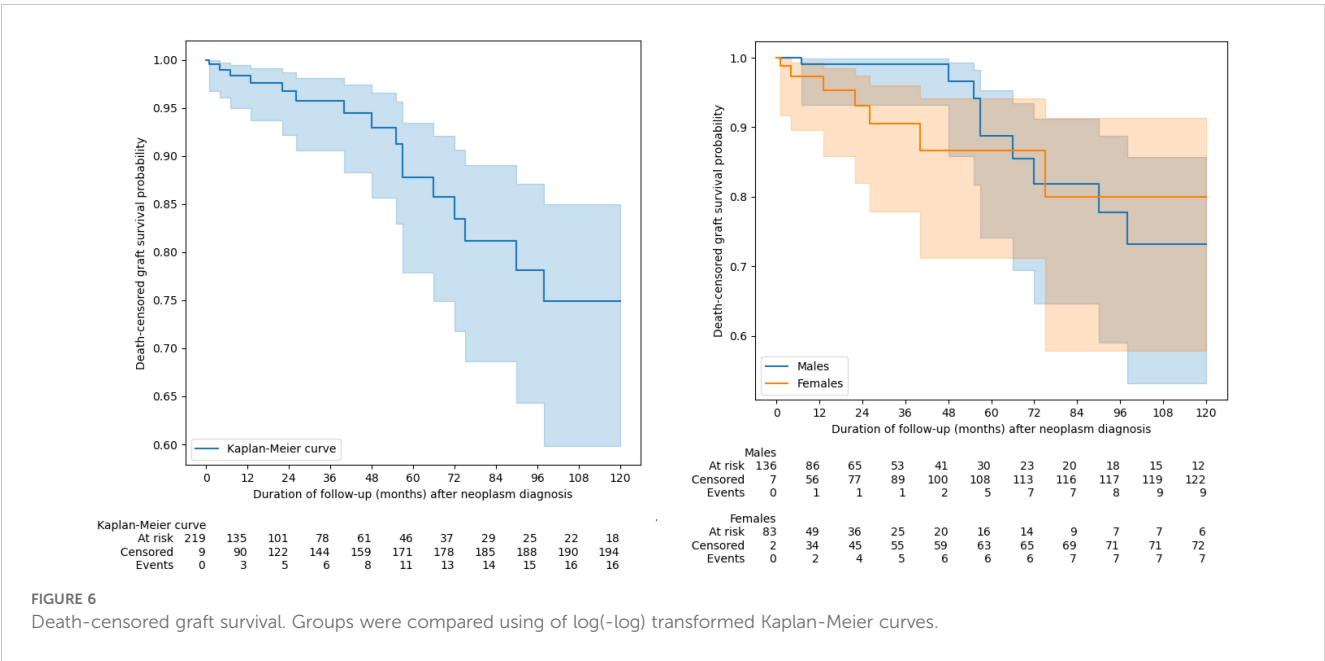 1.00
0.95
0.90
0.85
0.80
0.75
0.70
0.65
0.60
Death-censored graft survival probability
Kaplan-Meier curve
0 12 24 36 48 60 72 84 96 108 120
Duration of follow-up (months) after neoplasm diagnosis
Kaplan-Meier curve
At risk 219 135 101 78 61 46 37 29 25 22 18
Censored 9 90 122 144 159 171 178 185 188 190 194
Events 0 3 5 6 8 11 13 14 15 16 16
1.0
0.9
0.8
0.7
0.6
Death-censored graft survival probability
Males
Females
0 12 24 36 48 60 72 84 96 108 120
Duration of follow-up (months) after neoplasm diagnosis
Males
At risk 136 86 65 53 41 30 23 20 18 15 12
Censored 7 56 77 89 100 108 113 116 117 119 122
Events 0 1 1 1 2 5 7 7 8 9 9
Females
At risk 83 49 36 25 20 16 14 9 7 7 6
Censored 2 34 45 55 59 63 65 69 71 71 72
Events 0 2 4 5 6 6 6 7 7 7 7
FIGURE 6
Death-censored graft survival. Groups were compared using of log(-log) transformed Kaplan-Meier curves.